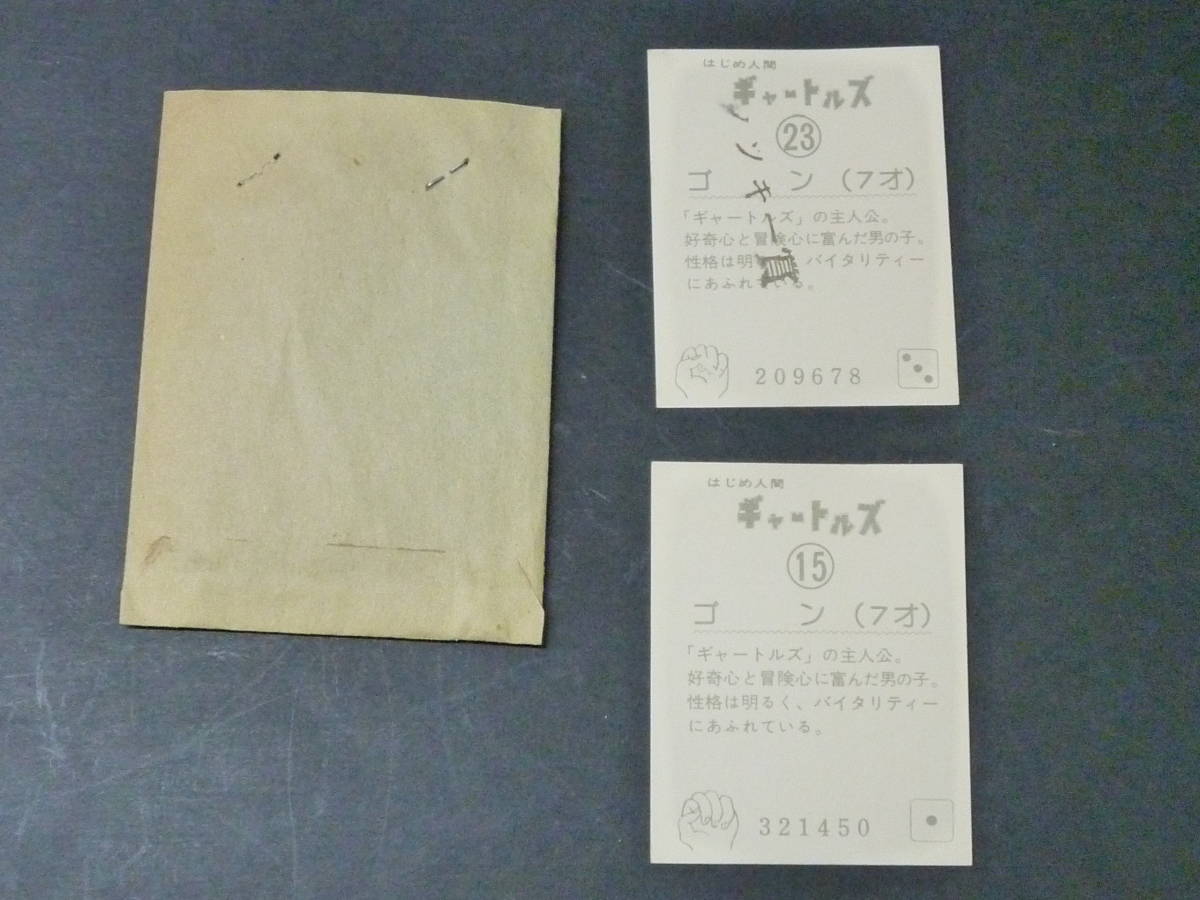 はじめ人間
ギャートルズ
23
ゴン(7オ)
「ギャートルズ」の主人公。
好奇心と冒険心に富んだ男の子。
性格は明 バイタリティー
にあふれている。
ンキー賞
209678
はじめ人間
ギャートルズ
15
ゴン(7オ)
「ギャートルズ」の主人公。
好奇心と冒険心に富んだ男の子。
性格は明るく、バイタリティー
にあふれている。
321450